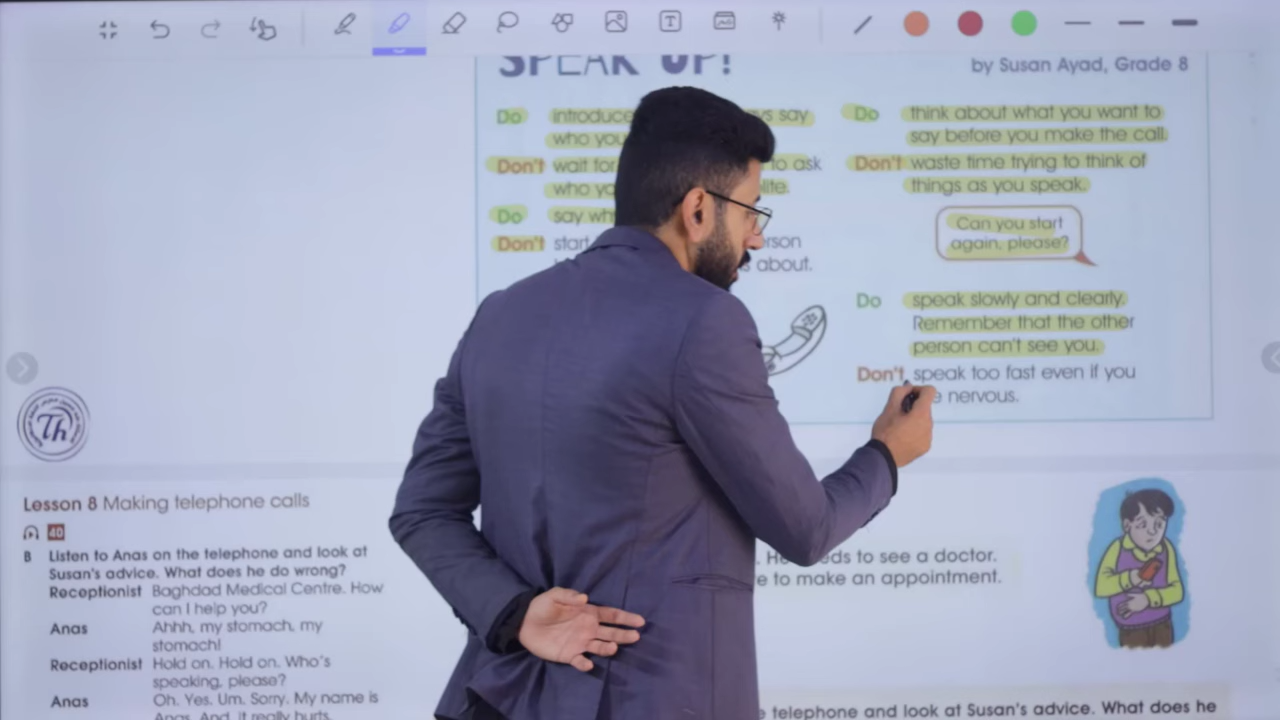 SPEAK UP!
by Susan Ayad, Grade 8
Do introduce ys say
who you
Don't wait for to ask
who yo lite.
Do say wh
Don't start erson
s about.
Do think about what you want to
say before you make the call.
Don't waste time trying to think of
things as you speak.
Can you start
again, please?
Do speak slowly and clearly.
Remember that the other
person can't see you.
Don't speak too fast even if you
e nervous.
Th
Lesson 8 Making telephone calls
40
B Listen to Anas on the telephone and look at
Susan's advice. What does he do wrong?
Receptionist Baghdad Medical Centre. How
can I help you?
Anas Ahhh, my stomach, my
stomach!
Receptionist Hold on. Hold on. Who's
speaking, please?
Anas Oh. Yes. Um. Sorry. My name is
Anas. And, it really hurts.
. He eds to see a doctor.
e to make an appointment.
e telephone and look at Susan's advice. What does he